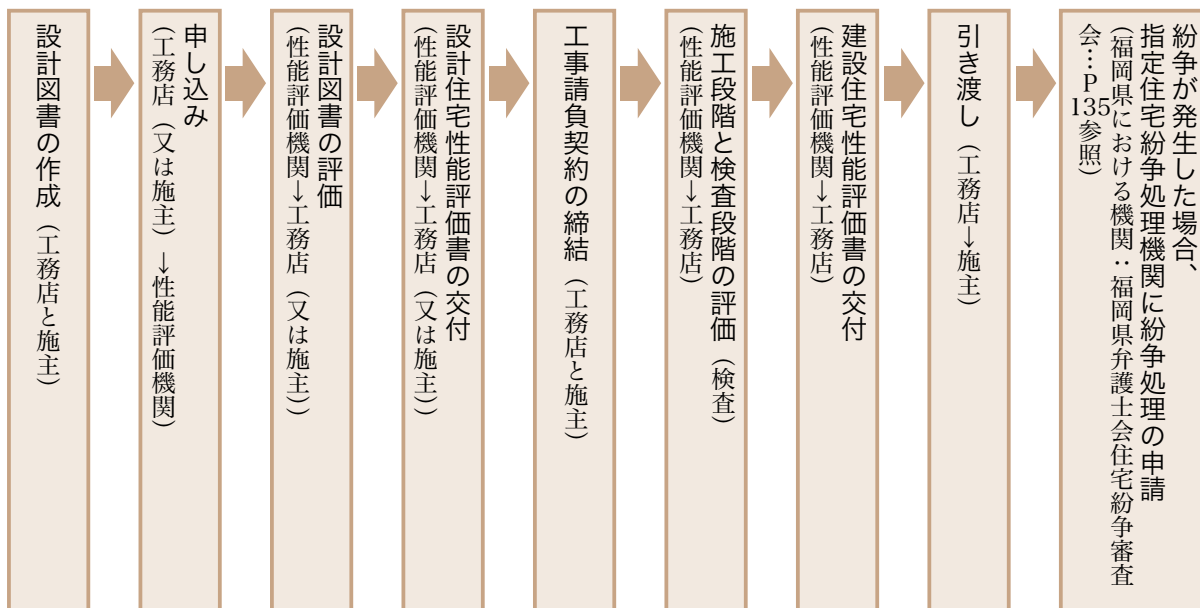 設計図書の作成（工務店と施主）
申し込み
（工務店（又は施主）→性能評価機関）
設計図書の評価
（性能評価機関→工務店（又は施主））
設計住宅性能評価書の交付
（性能評価機関→工務店（又は施主））
工事請負契約の締結（工務店と施主）
施工段階と検査段階の評価（検査）
（性能評価機関→工務店）
建設住宅性能評価書の交付
（性能評価機関→工務店）
引き渡し（工務店→施主）
紛争が発生した場合、
指定住宅紛争処理機関に紛争処理の申請
（福岡県における機関：福岡県弁護士会住宅紛争審査
会…P135参照）